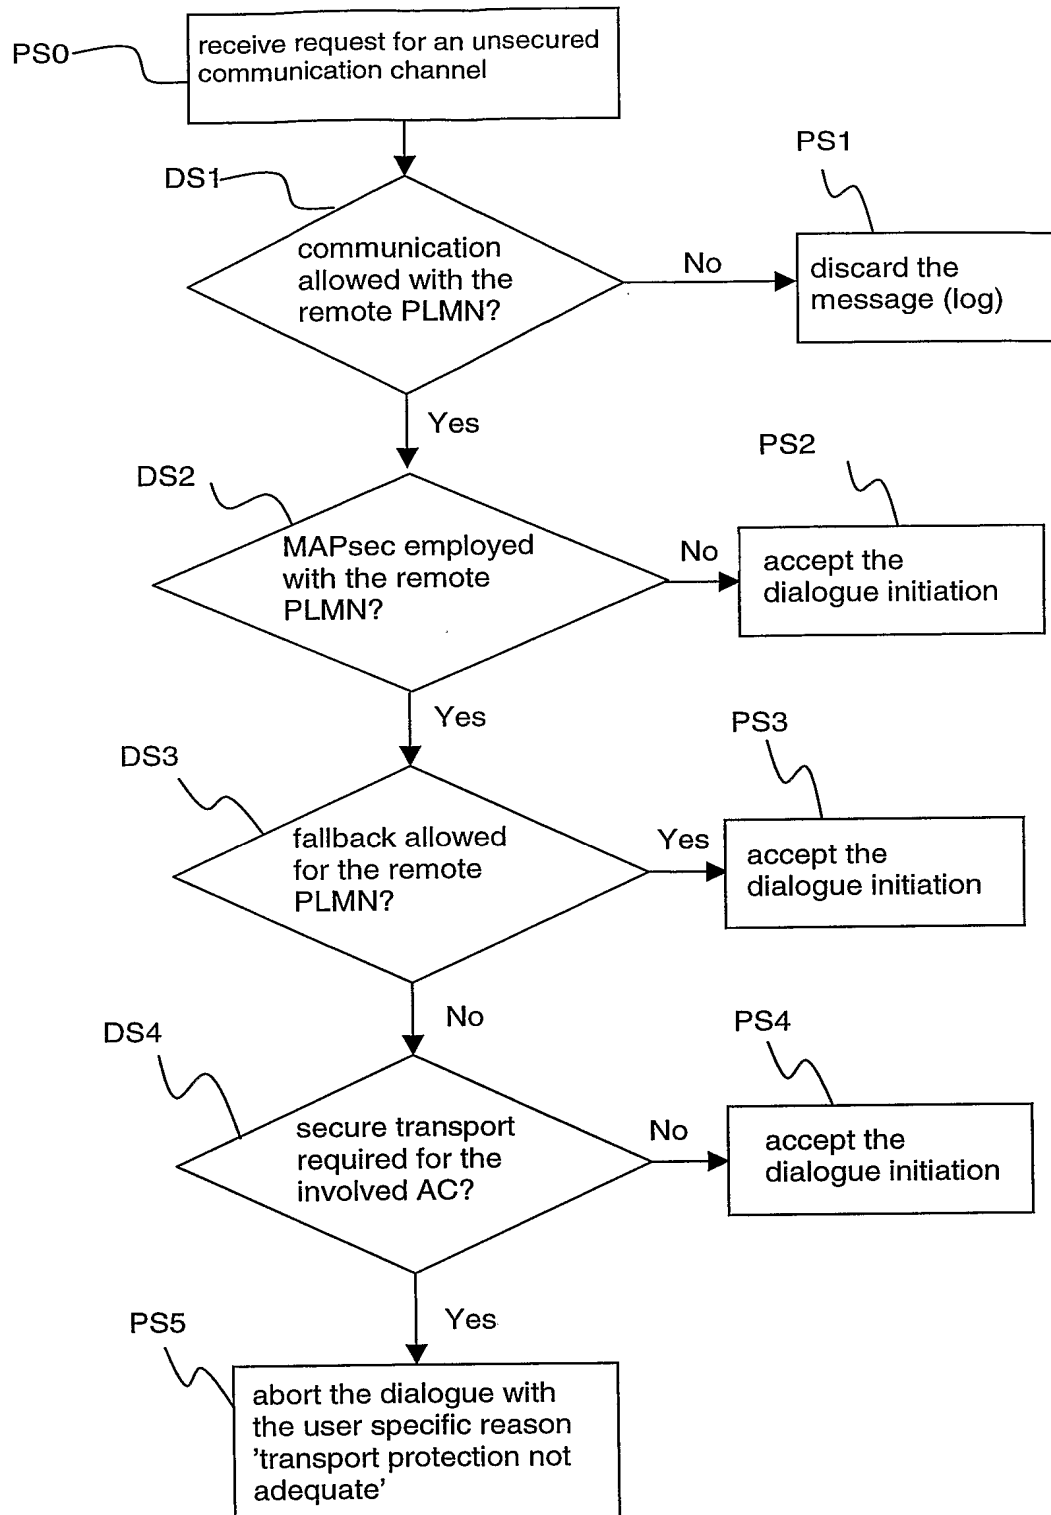 PS0
receive request for an unsecured
communication channel
DS1
PS1
communication
allowed with the
remote PLMN?
No
discard the
message (log)
Yes
DS2
PS2
MAPsec employed
with the remote
PLMN?
No
accept the
dialogue initiation
Yes
DS3
PS3
fallback allowed
for the remote
PLMN?
Yes
accept the
dialogue initiation
No
DS4
PS4
secure transport
required for the
involved AC?
No
accept the
dialogue initiation
Yes
PS5
abort the dialogue with
the user specific reason
'transport protection not
adequate'